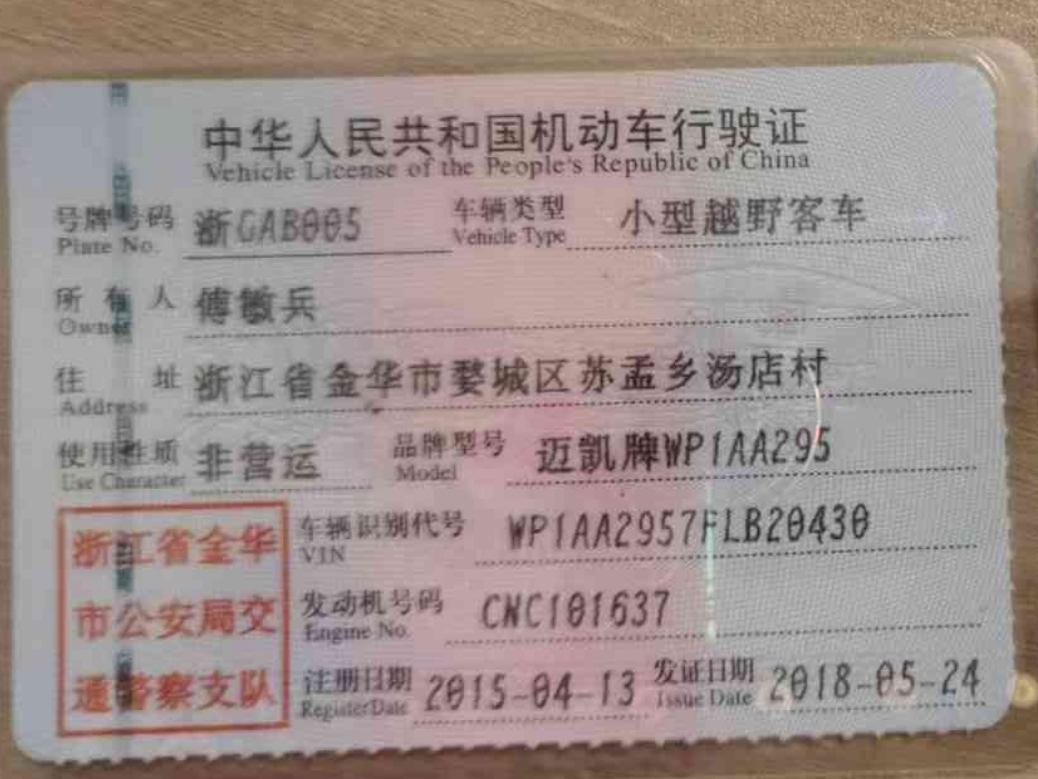 中华人民共和国机动车行驶证
Vehicle License of the People's Republic of China
号牌号码 浙GAB005 车辆类型 小型越野客车
Plate No. Vehicle Type
所有人 傅敏兵
Owner
住址 浙江省金华市婺城区苏孟乡汤店村
Address
使用性质 非营运 品牌型号 迈凯牌WP1AA295
Use Character Model
浙江省金华 车辆识别代号 WP1AA2957FLB20430
VIN
市公安局交 发动机号码 CNC101637
Engine No.
通警察支队 注册日期 2015-04-13 发证日期 2018-05-24
Register Date Issue Date